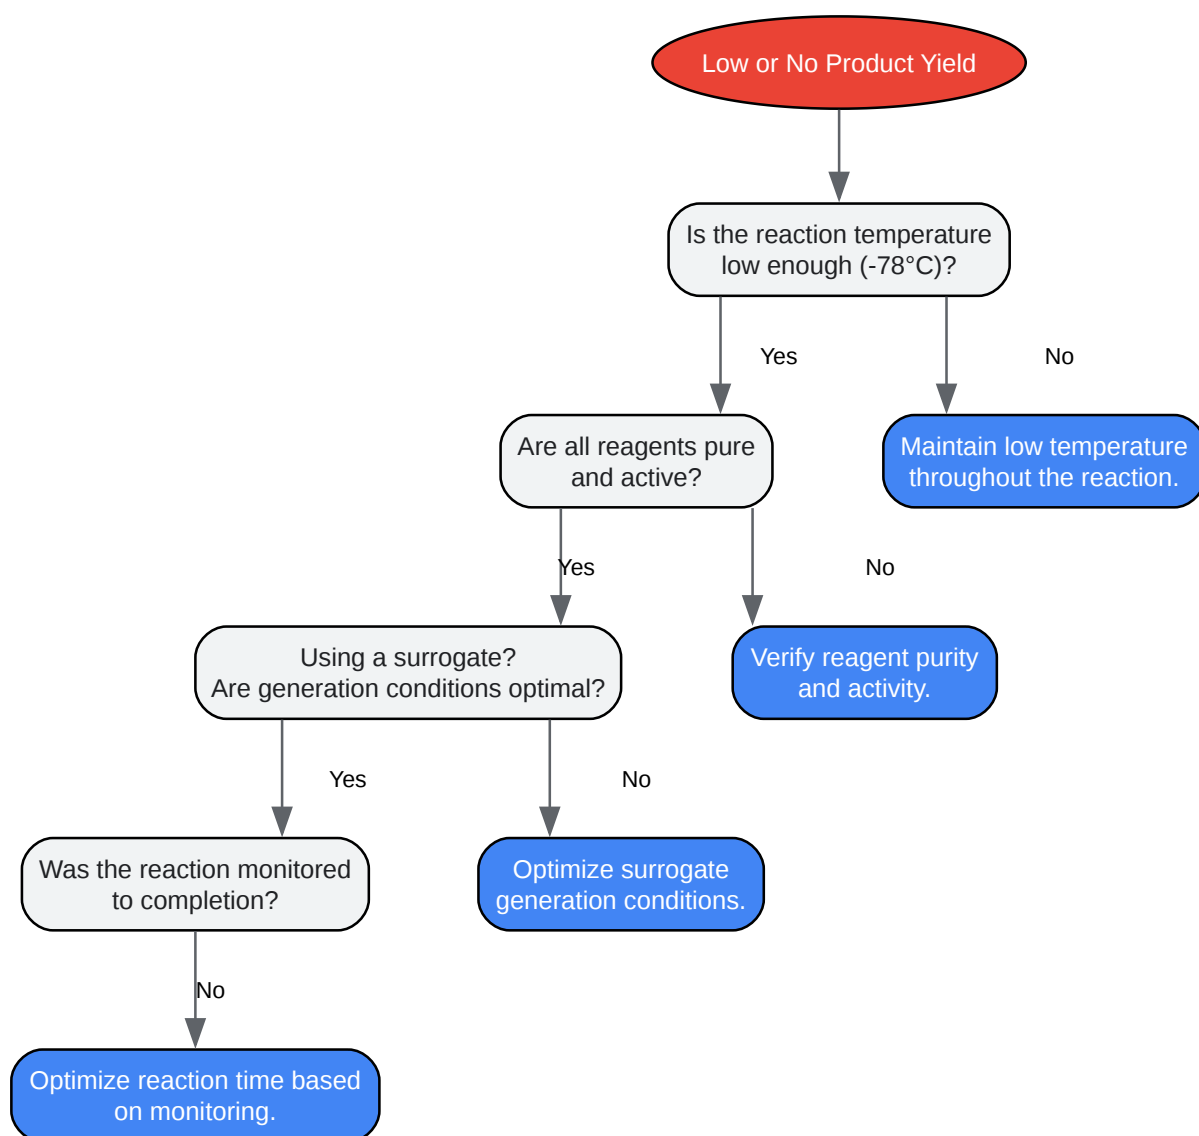 Low or No Product Yield
Is the reaction temperature
low enough (-78°C)?
Yes
No
Are all reagents pure
and active?
Maintain low temperature
throughout the reaction.
Yes
No
Using a surrogate?
Are generation conditions optimal?
Verify reagent purity
and activity.
Yes
No
Was the reaction monitored
to completion?
Optimize surrogate
generation conditions.
No
Optimize reaction time based
on monitoring.